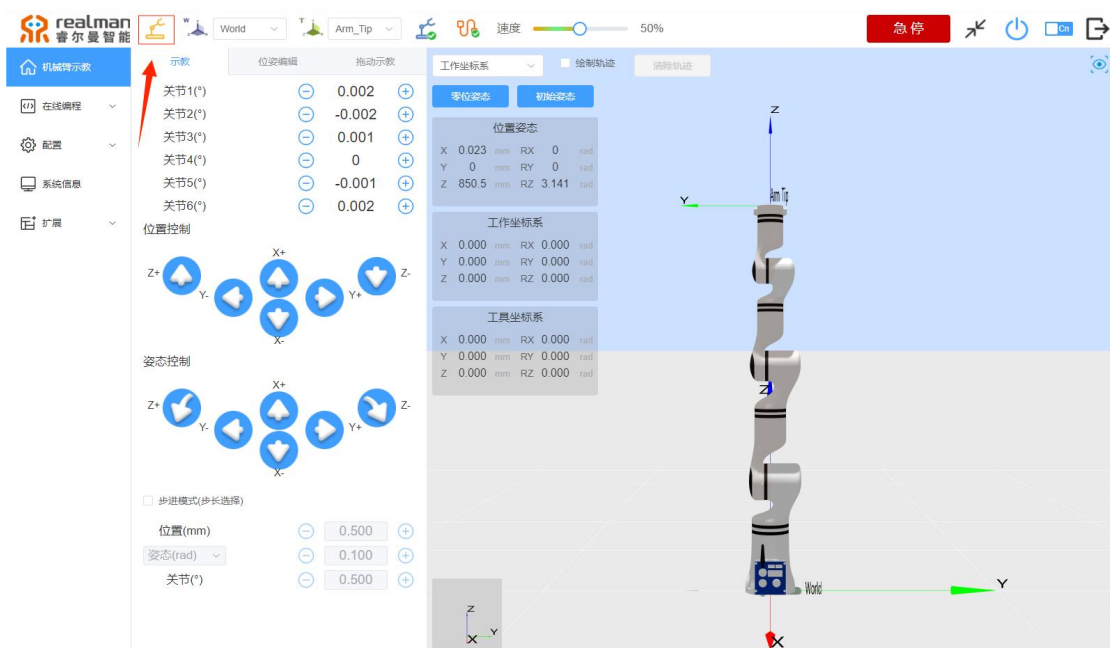 realman
睿尔曼智能
W
World
T
Arm_Tip
速度
50%
急停
Cn
机械臂示教
在线编程
配置
系统信息
扩展
示教
位姿编辑
拖动示教
关节1(°)
0.002
关节2(°)
-0.002
关节3(°)
0.001
关节4(°)
0
关节5(°)
-0.001
关节6(°)
0.002
位置控制
X+
Z+
Z-
Y-
Y+
X-
姿态控制
X+
Z+
Z-
Y-
Y+
X-
步进模式(步长选择)
位置(mm)
0.500
姿态(rad)
0.100
关节(°)
0.500
工作坐标系
绘制轨迹
清除轨迹
零位姿态
初始姿态
位置姿态
X 0.023 mm RX 0 rad
Y 0 mm RY 0 rad
Z 850.5 mm RZ 3.141 rad
工作坐标系
X 0.000 mm RX 0.000 rad
Y 0.000 mm RY 0.000 rad
Z 0.000 mm RZ 0.000 rad
工具坐标系
X 0.000 mm RX 0.000 rad
Y 0.000 mm RY 0.000 rad
Z 0.000 mm RZ 0.000 rad
Z
Arm Tip
Y
Z
World
Y
X
Z
Y
X